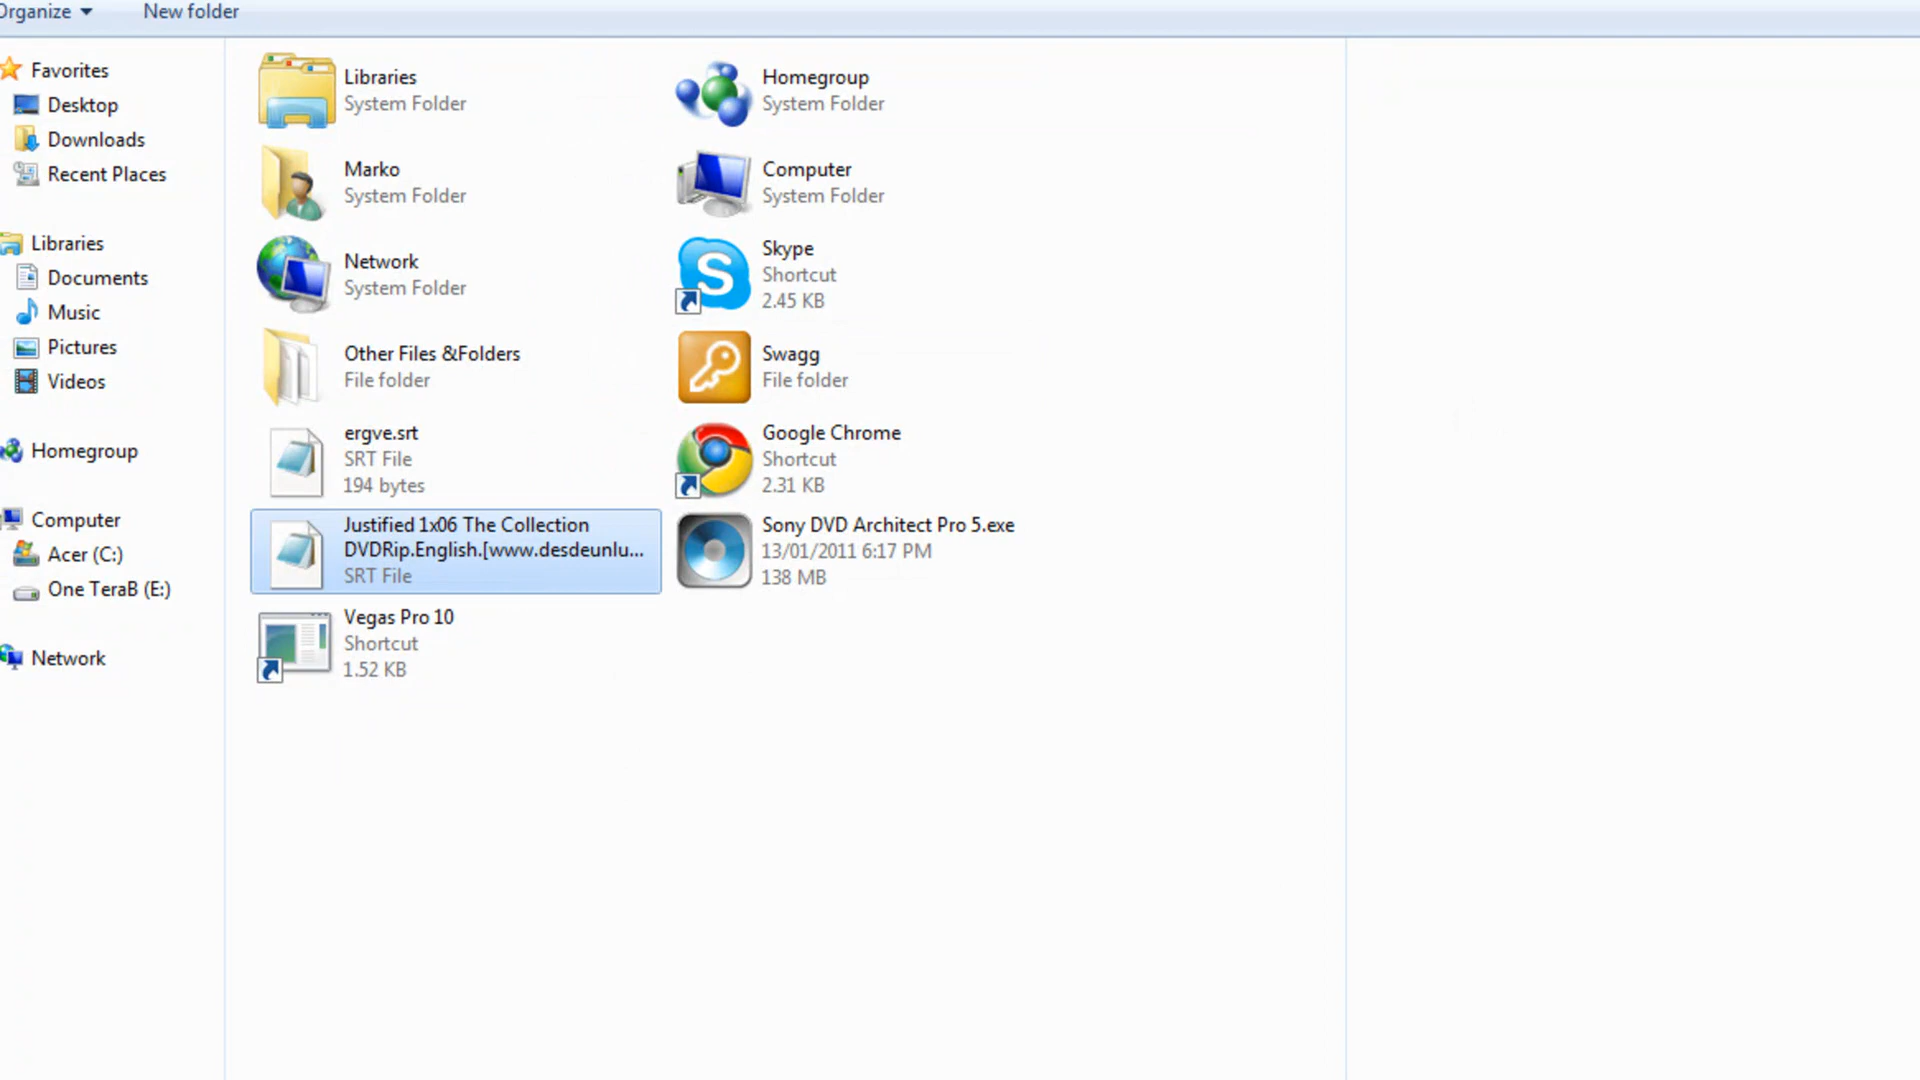 Organize
New folder
Favorites
Desktop
Downloads
Recent Places
Libraries
Documents
Music
Pictures
Videos
Homegroup
Computer
Acer (C:)
One TeraB (E:)
Network
Libraries
System Folder
Homegroup
System Folder
Marko
System Folder
Computer
System Folder
Network
System Folder
Skype
Shortcut
2.45 KB
Other Files &Folders
File folder
Swagg
File folder
ergve.srt
SRT File
194 bytes
Google Chrome
Shortcut
2.31 KB
Justified 1x06 The Collection
DVDRip.English.[www.desdeunlu...
SRT File
Sony DVD Architect Pro 5.exe
13/01/2011 6:17 PM
138 MB
Vegas Pro 10
Shortcut
1.52 KB